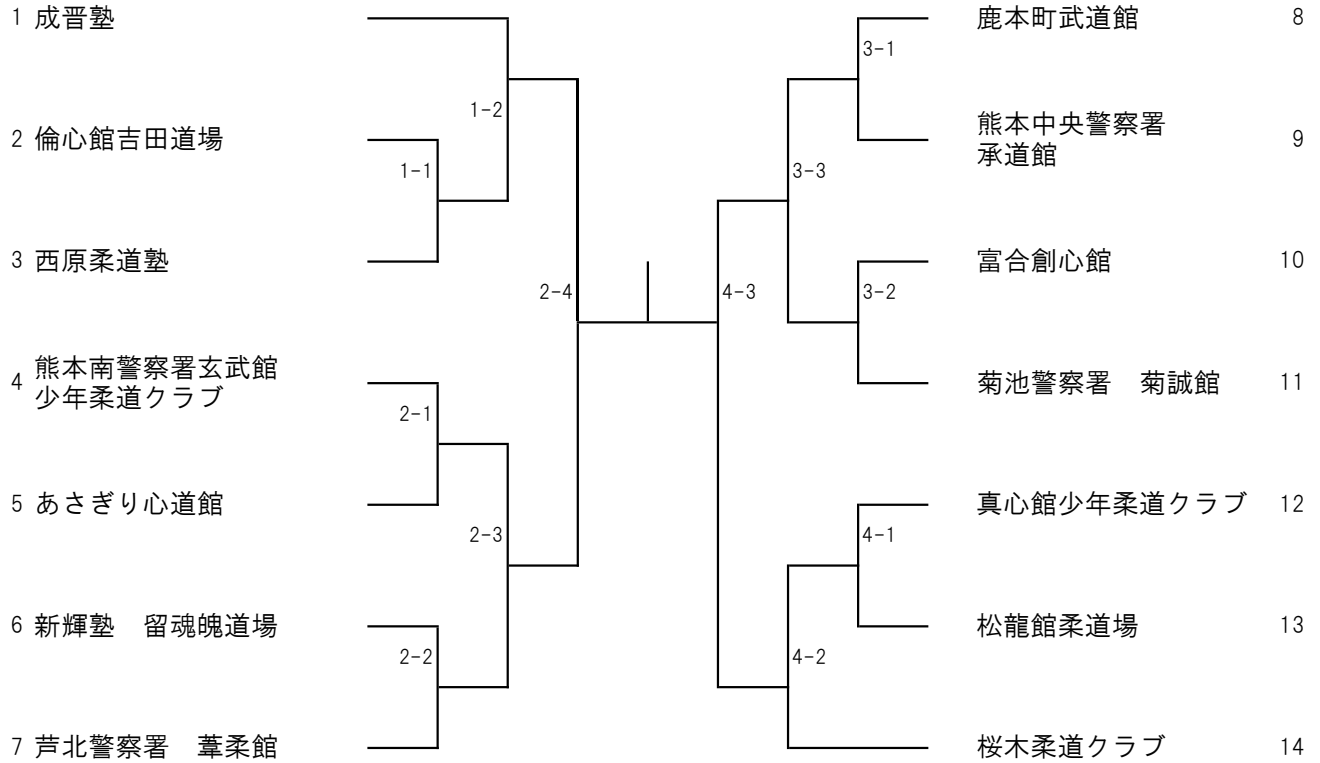 1 成晋塾
2 倫心館吉田道場
3 西原柔道塾
4 熊本南警察署玄武館
少年柔道クラブ
5 あさぎり心道館
6 新輝塾　留魂魄道場
7 芦北警察署　葦柔館
1-2
1-1
2-4
2-1
2-3
2-2
3-1
3-3
4-3
3-2
4-1
4-2
鹿本町武道館 8
熊本中央警察署
承道館 9
富合創心館 10
菊池警察署　菊誠館 11
真心館少年柔道クラブ 12
松龍館柔道場 13
桜木柔道クラブ 14